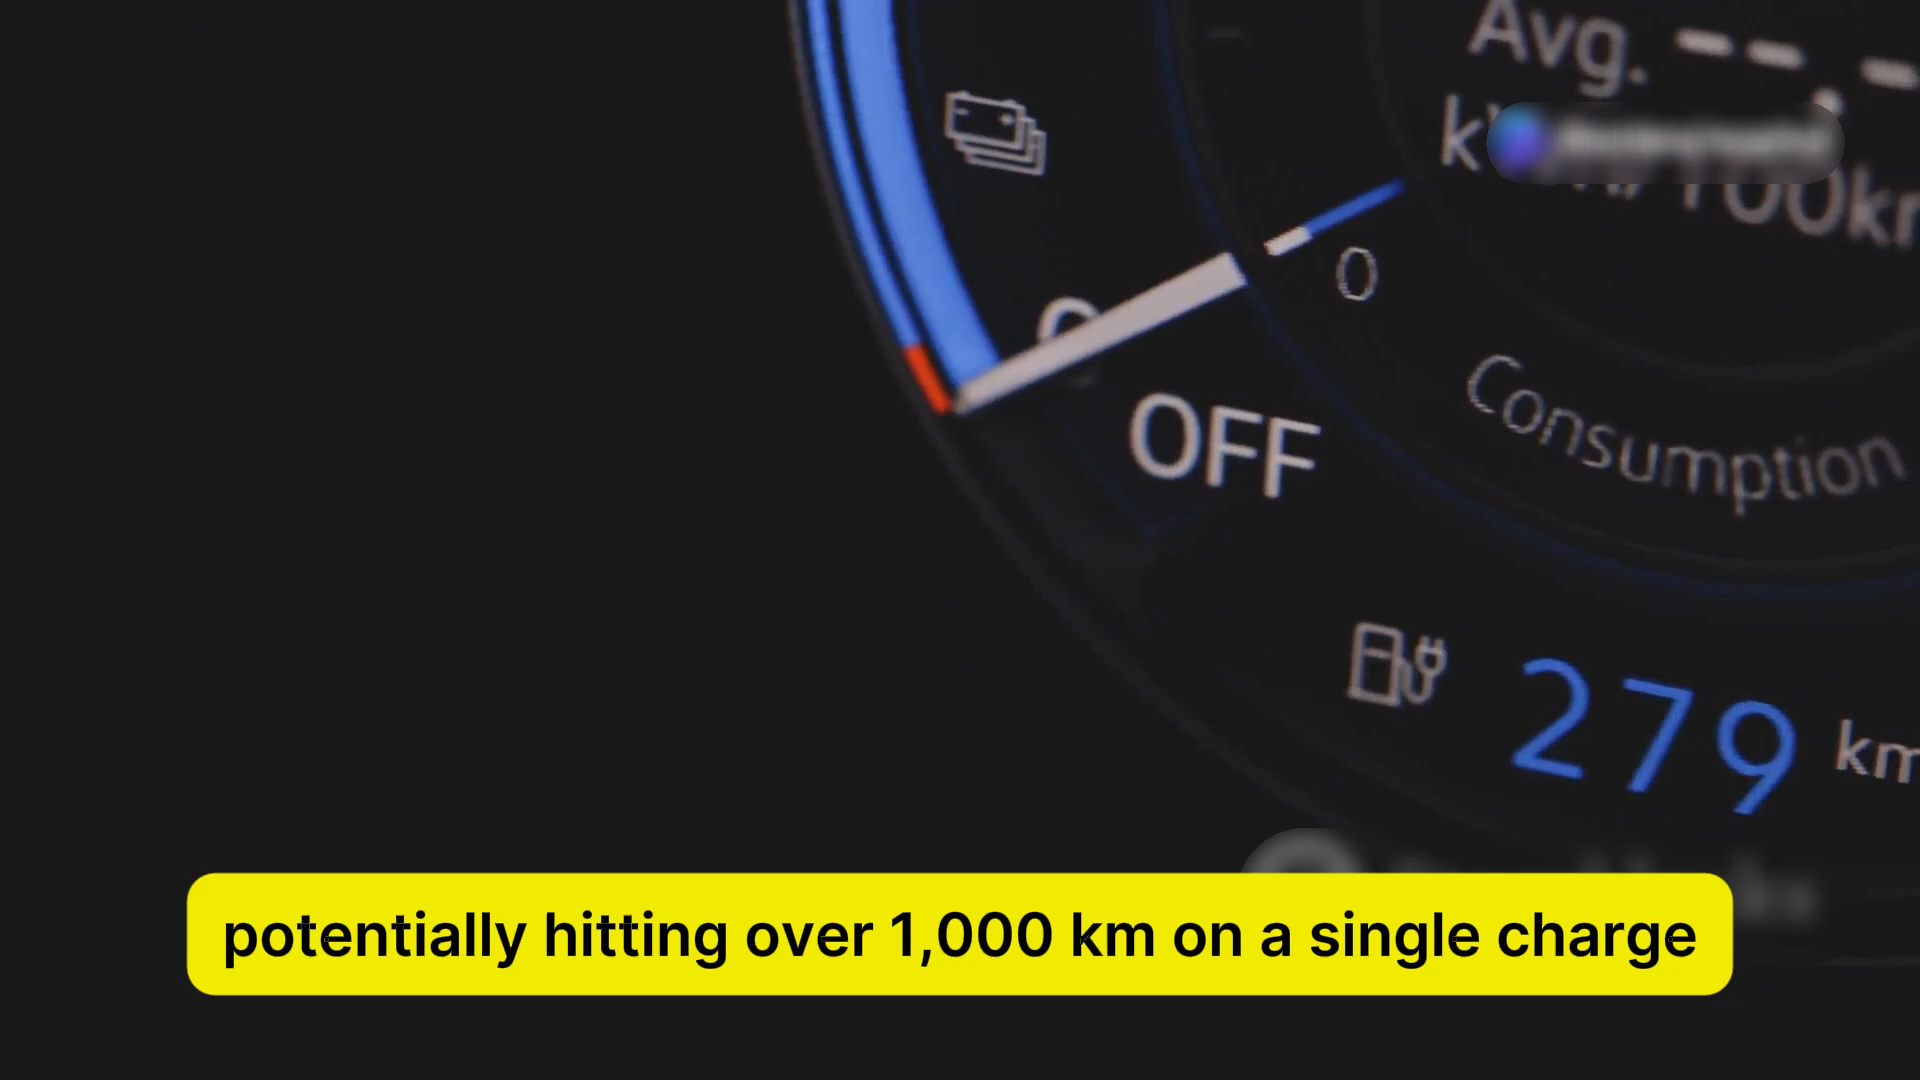 Avg. --.-
0
OFF
Consumption
279 km
potentially hitting over 1,000 km on a single charge